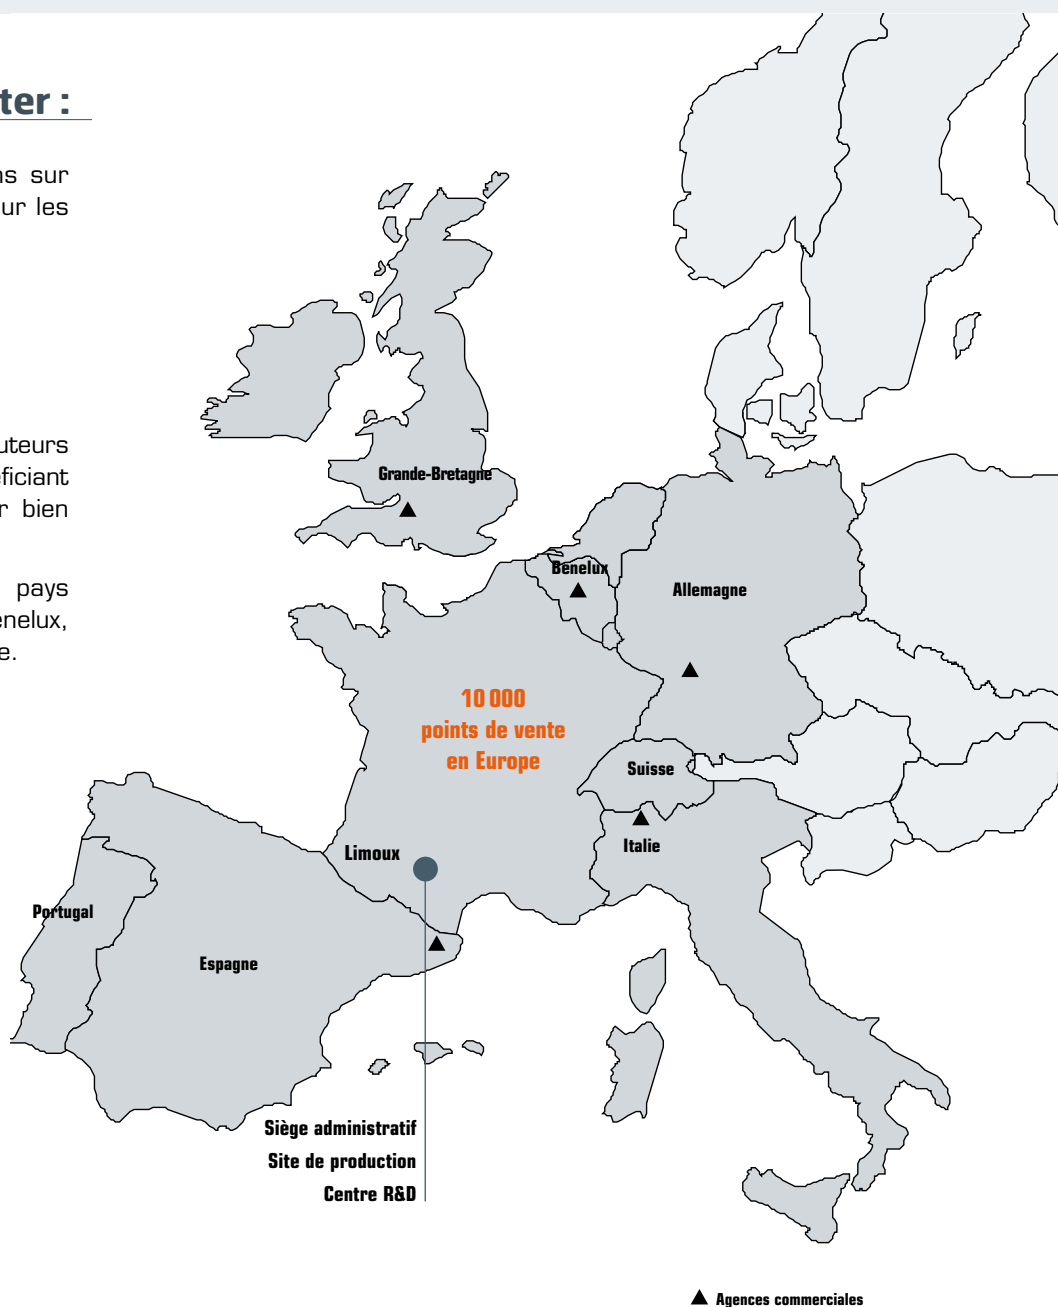 ter :
ns sur
ur les
uteurs
éficiant
r bien
pays
enelux,
e.
Grande-Bretagne
Benelux
Allemagne
10 000
points de vente
en Europe
Suisse
Limoux
Italie
Portugal
Espagne
Siège administratif
Site de production
Centre R&D
Agences commerciales